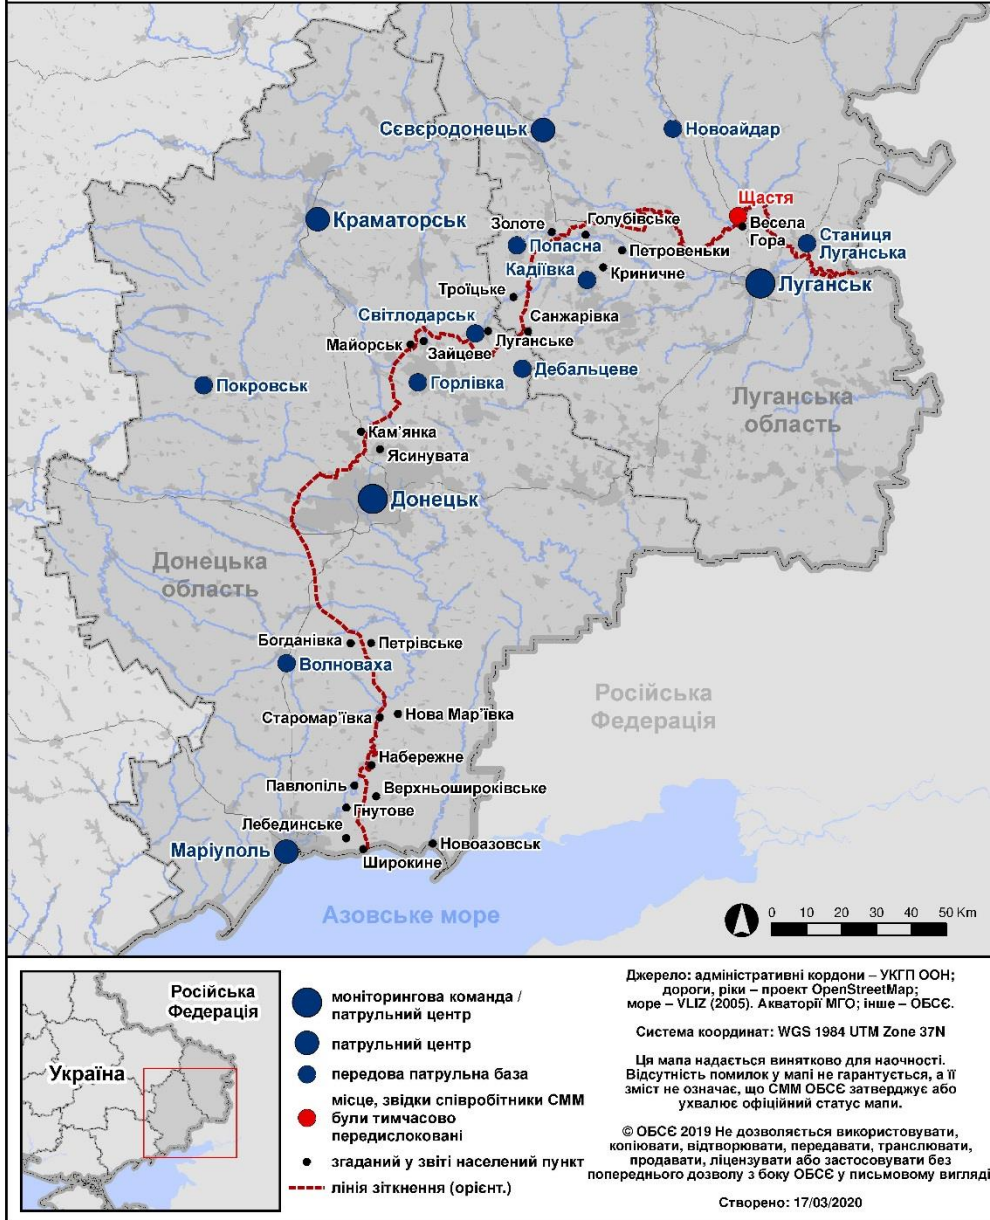 Сєвєродонецьк
Новоайдар
Щастя
Краматорськ
Золоте
Голубівське
Весела
Гора
Станиця
Луганська
Попасна
Петровеньки
Кадіївка
Криничне
Луганськ
Троїцьке
Світлодарськ
Санжарівка
Майорськ
Зайцеве
Луганське
Дебальцеве
Покровськ
Горлівка
Луганська
область
Кам’янка
Ясинувата
Донецьк
Донецька
область
Богданівка
Петрівське
Волноваха
Російська
Федерація
Старомар'ївка
Нова Мар'ївка
Набережне
Павлопіль
Верхньошироківське
Гнутове
Лебединське
Маріуполь
Новоазовськ
Широкине
Азовське море
0 10 20 30 40 50 Km
Російська
Федерація
Україна
моніторингова команда /
патрульний центр
патрульний центр
передова патрульна база
місце, звідки співробітники СММ
були тимчасово
передислоковані
згаданий у звіті населений пункт
лінія зіткнення (орієнт.)
Джерело: адміністративні кордони – УКГП ООН;
дороги, ріки – проект OpenStreetMap;
море – VLIZ (2005). Акваторії МГО; інше – ОБСЄ.
Система координат: WGS 1984 UTM Zone 37N
Ця мапа надається винятково для наочності.
Відсутність помилок у мапі не гарантується, а її
зміст не означає, що СММ ОБСЄ затверджує або
ухвалює офіційний статус мапи.
© ОБСЄ 2019 Не дозволяється використовувати,
копіювати, відтворювати, передавати, транслювати,
продавати, ліцензувати або застосовувати без
попереднього дозволу з боку ОБСЄ у письмовому вигляді
Створено: 17/03/2020